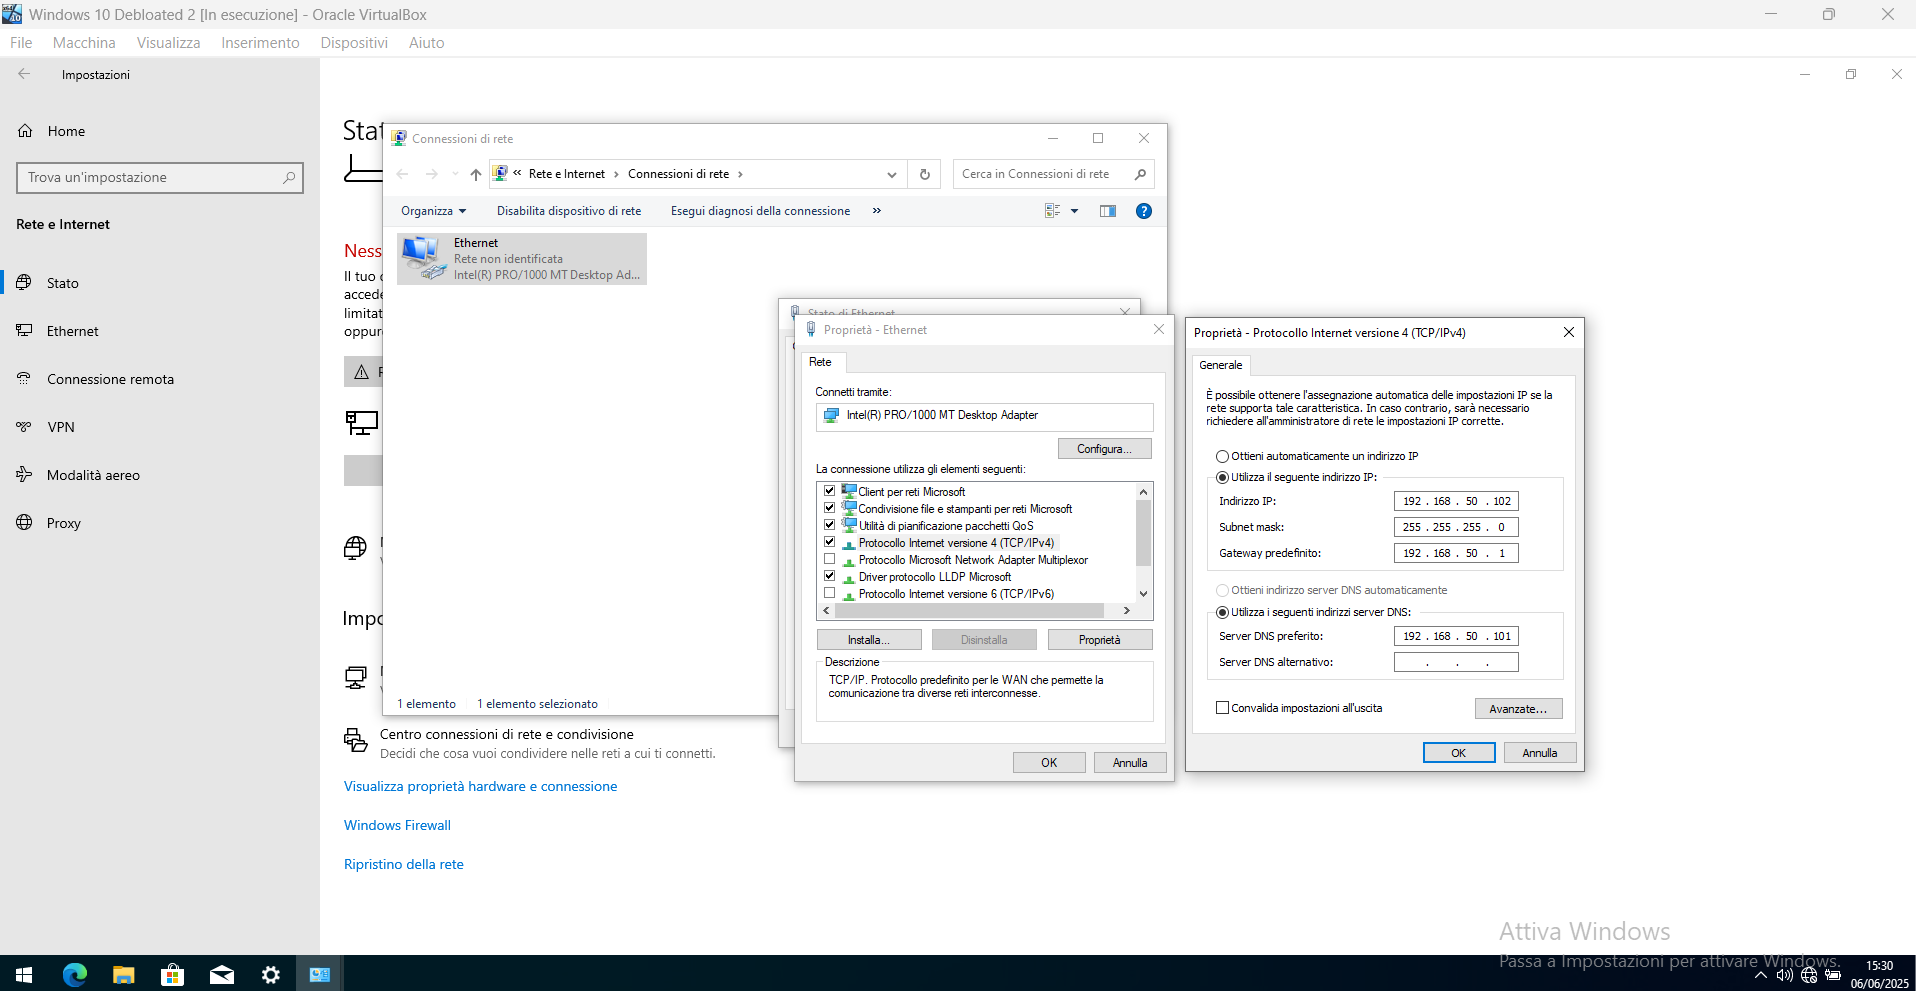 Windows 10 Debloated 2 [In esecuzione] - Oracle VirtualBox
File Macchina Visualizza Inserimento Dispositivi Aiuto
Impostazioni
Home
Trova un'impostazione
Rete e Internet
Stato
Ethernet
Connessione remota
VPN
Modalità aereo
Proxy
Stat
Ness
Il tuo
accede
limitat
oppur
Impo
Centro connessioni di rete e condivisione
Decidi che cosa vuoi condividere nelle reti a cui ti connetti.
Visualizza proprietà hardware e connessione
Windows Firewall
Ripristino della rete
Connessioni di rete
« Rete e Internet › Connessioni di rete ›
Cerca in Connessioni di rete
Organizza Disabilita dispositivo di rete Esegui diagnosi della connessione »
Ethernet
Rete non identificata
Intel(R) PRO/1000 MT Desktop Ad...
1 elemento 1 elemento selezionato
Stato di Ethernet
Proprietà - Ethernet
Rete
Connetti tramite:
Intel(R) PRO/1000 MT Desktop Adapter
Configura...
La connessione utilizza gli elementi seguenti:
Client per reti Microsoft
Condivisione file e stampanti per reti Microsoft
Utilità di pianificazione pacchetti QoS
Protocollo Internet versione 4 (TCP/IPv4)
Protocollo Microsoft Network Adapter Multiplexor
Driver protocollo LLDP Microsoft
Protocollo Internet versione 6 (TCP/IPv6)
Installa... Disinstalla Proprietà
Descrizione
TCP/IP. Protocollo predefinito per le WAN che permette la
comunicazione tra diverse reti interconnesse.
OK Annulla
Proprietà - Protocollo Internet versione 4 (TCP/IPv4)
Generale
È possibile ottenere l'assegnazione automatica delle impostazioni IP se la
rete supporta tale caratteristica. In caso contrario, sarà necessario
richiedere all'amministratore di rete le impostazioni IP corrette.
Ottieni automaticamente un indirizzo IP
Utilizza il seguente indirizzo IP:
Indirizzo IP: 192 . 168 . 50 . 102
Subnet mask: 255 . 255 . 255 . 0
Gateway predefinito: 192 . 168 . 50 . 1
Ottieni indirizzo server DNS automaticamente
Utilizza i seguenti indirizzi server DNS:
Server DNS preferito: 192 . 168 . 50 . 101
Server DNS alternativo: . . .
Convalida impostazioni all'uscita
Avanzate...
OK Annulla
Attiva Windows
Passa a Impostazioni per attivare Windows.
15:30
06/06/2025